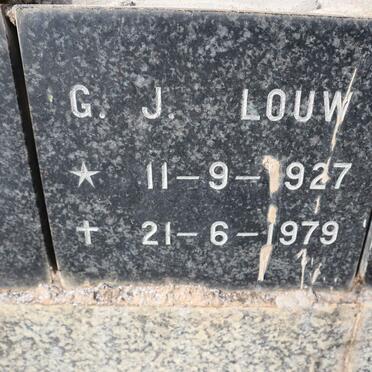 G. J. LOUW
★ 11-9-1927
✝ 21-6-1979